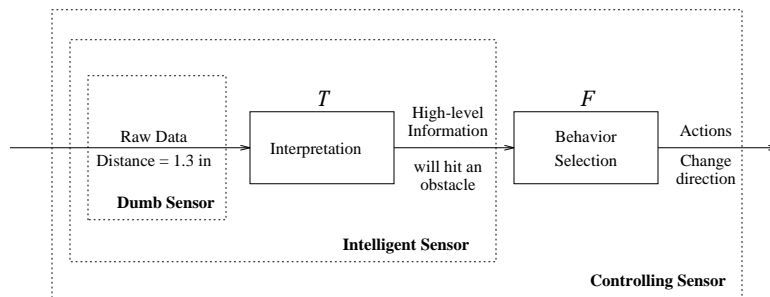 T
F
Raw Data
Distance = 1.3 in
Interpretation
High-level
Information
will hit an
obstacle
Behavior
Selection
Actions
Change
direction
Dumb Sensor
Intelligent Sensor
Controlling Sensor